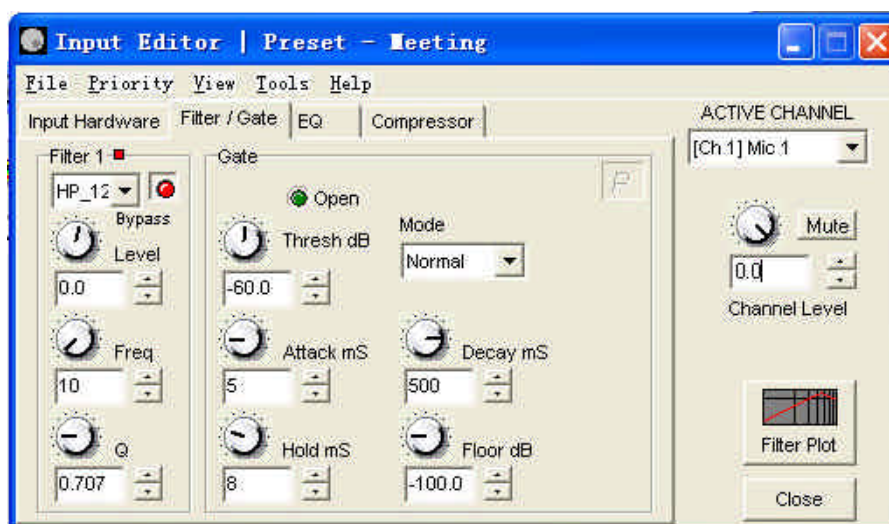 Input Editor | Preset - Meeting
File Priority View Tools Help
Input Hardware Filter / Gate EQ Compressor
ACTIVE CHANNEL
[Ch 1] Mic 1
Filter 1
HP_12
Bypass
Level
0.0
Freq
10
Q
0.707
Gate
P
Open
Thresh dB
-60.0
Mode
Normal
Attack mS
5
Decay mS
500
Hold mS
8
Floor dB
-100.0
Mute
0.0
Channel Level
Filter Plot
Close